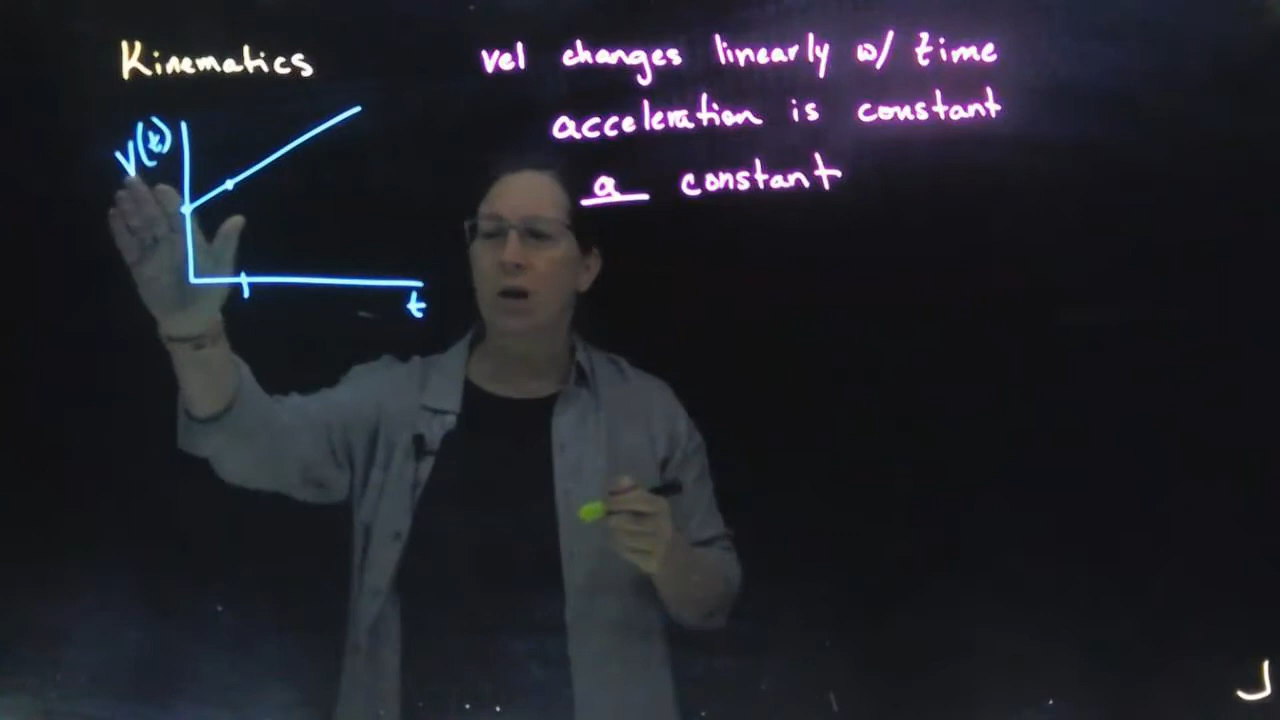 Kinematics
vel changes linearly w/ time
acceleration is constant
a constant
v(t)
t